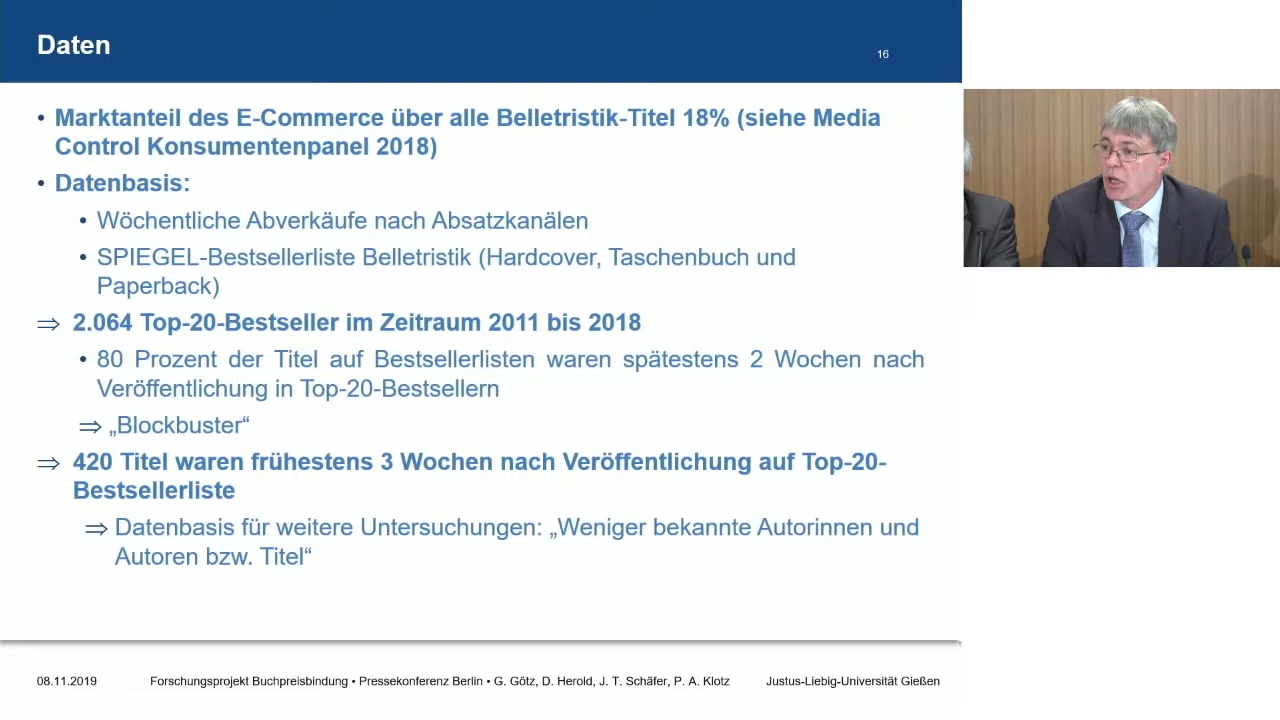 Daten
16
• Marktanteil des E-Commerce über alle Belletristik-Titel 18% (siehe Media
Control Konsumentenpanel 2018)
• Datenbasis:
• Wöchentliche Abverkäufe nach Absatzkanälen
• SPIEGEL-Bestsellerliste Belletristik (Hardcover, Taschenbuch und
Paperback)
⇒ 2.064 Top-20-Bestseller im Zeitraum 2011 bis 2018
• 80 Prozent der Titel auf Bestsellerlisten waren spätestens 2 Wochen nach
Veröffentlichung in Top-20-Bestsellern
⇒ „Blockbuster“
⇒ 420 Titel waren frühestens 3 Wochen nach Veröffentlichung auf Top-20-
Bestsellerliste
⇒ Datenbasis für weitere Untersuchungen: „Weniger bekannte Autorinnen und
Autoren bzw. Titel“
08.11.2019 Forschungsprojekt Buchpreisbindung • Pressekonferenz Berlin • G. Götz, D. Herold, J. T. Schäfer, P. A. Klotz Justus-Liebig-Universität Gießen